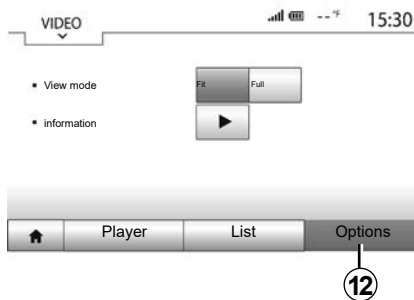 VIDEO -- °F 15:30
View mode Fit Full
information
Player List Options
12